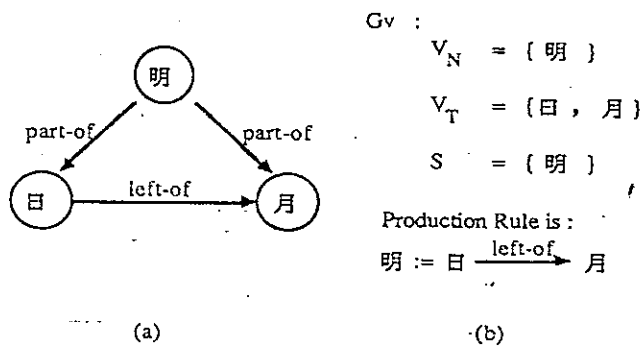 明
part-of part-of
日 left-of 月
(a)
Gv :
V_N = { 明 }
V_T = {日 , 月}
S = { 明 }
Production Rule is :
明 := 日 left-of 月
(b)